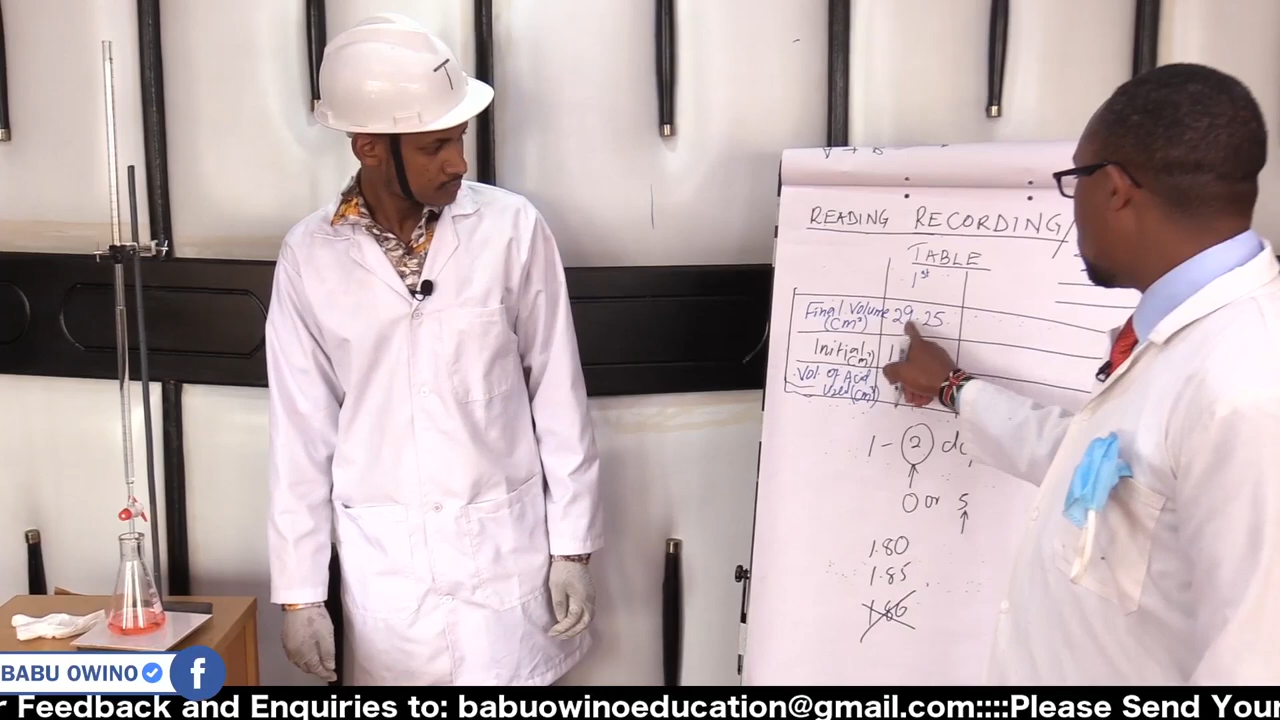 T
READING RECORDING/
TABLE
1st
Final Volume 29.25
(Cm³)
Initial
(Cm³)
Vol. of Acid
Used (Cm³)
1 - 2
0 or 5
1.80
1.85
1.86
BABU OWINO f
r Feedback and Enquiries to: babuowinoeducation@gmail.com::::Please Send Your